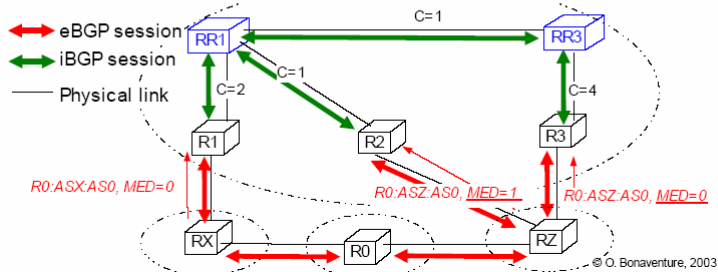 eBGP session
iBGP session
Physical link
C=1
RR1
RR3
C=2
C=1
C=4
R1
R2
R3
R0:ASX:AS0, MED=0
R0:ASZ:AS0, MED=1
R0:ASZ:AS0, MED=0
RX
R0
RZ
© O. Bonaventure, 2003